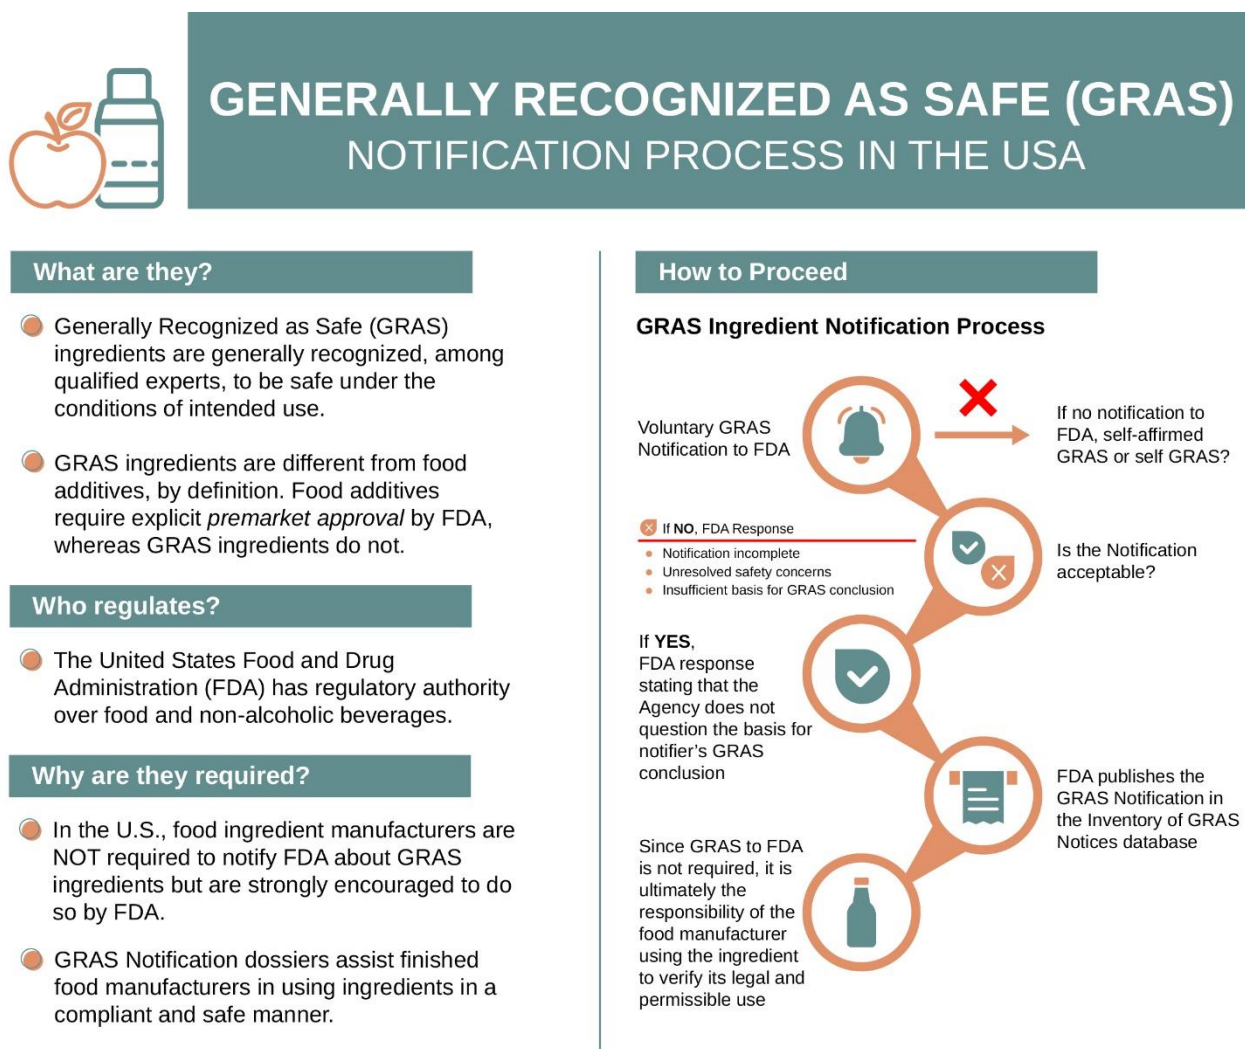 GENERALLY RECOGNIZED AS SAFE (GRAS)
NOTIFICATION PROCESS IN THE USA
What are they?
Generally Recognized as Safe (GRAS)
ingredients are generally recognized, among
qualified experts, to be safe under the
conditions of intended use.
GRAS ingredients are different from food
additives, by definition. Food additives
require explicit premarket approval by FDA,
whereas GRAS ingredients do not.
Who regulates?
The United States Food and Drug
Administration (FDA) has regulatory authority
over food and non-alcoholic beverages.
Why are they required?
In the U.S., food ingredient manufacturers are
NOT required to notify FDA about GRAS
ingredients but are strongly encouraged to do
so by FDA.
GRAS Notification dossiers assist finished
food manufacturers in using ingredients in a
compliant and safe manner.
How to Proceed
GRAS Ingredient Notification Process
Voluntary GRAS
Notification to FDA
If no notification to
FDA, self-affirmed
GRAS or self GRAS?
Is the Notification
acceptable?
If NO, FDA Response
Notification incomplete
Unresolved safety concerns
Insufficient basis for GRAS conclusion
If YES,
FDA response
stating that the
Agency does not
question the basis for
notifier's GRAS
conclusion
FDA publishes the
GRAS Notification in
the Inventory of GRAS
Notices database
Since GRAS to FDA
is not required, it is
ultimately the
responsibility of the
food manufacturer
using the ingredient
to verify its legal and
permissible use